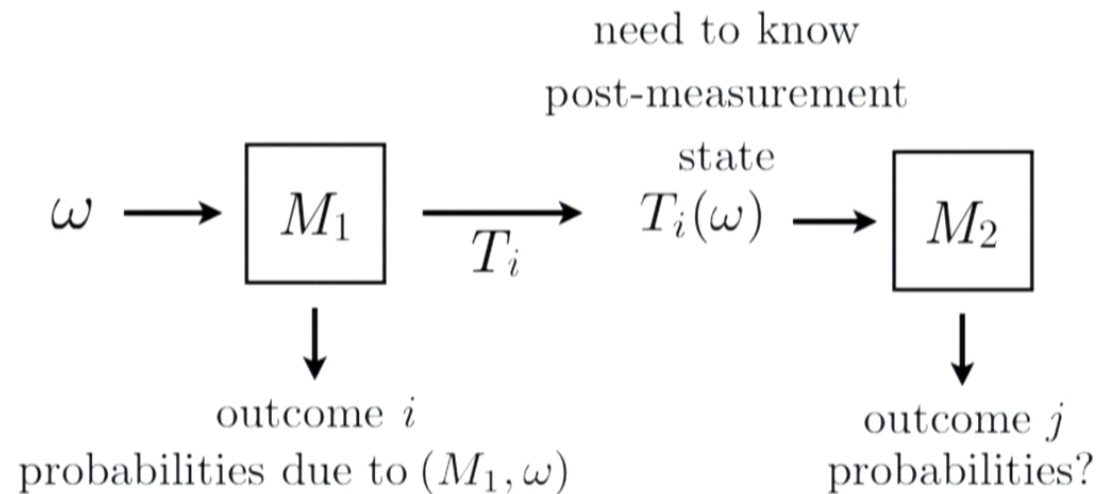 need to know
post-measurement
state
ω
M₁
Tᵢ
Tᵢ(ω)
M₂
outcome i
probabilities due to (M₁, ω)
outcome j
probabilities?